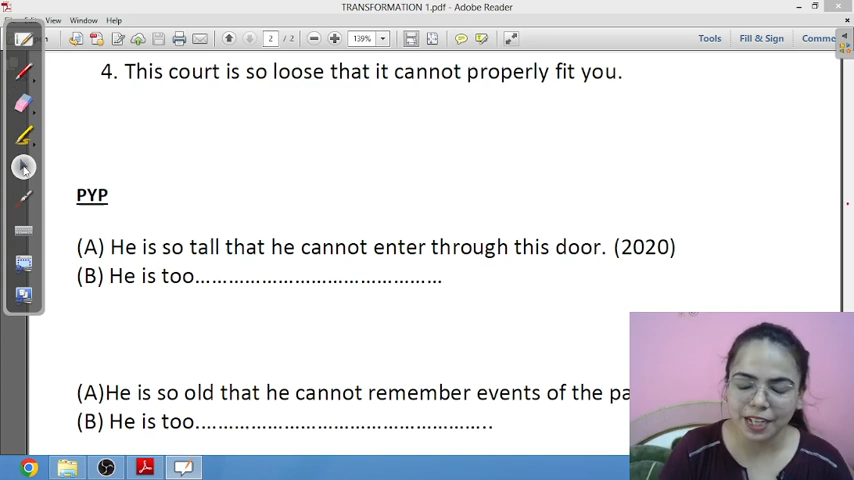 TRANSFORMATION 1.pdf - Adobe Reader
Edit View Window Help
2 / 2 139% Tools Fill & Sign
4. This court is so loose that it cannot properly fit you.
PYP
(A) He is so tall that he cannot enter through this door. (2020)
(B) He is too……………………………………
(A)He is so old that he cannot remember events of the
(B) He is too…………………………………………..